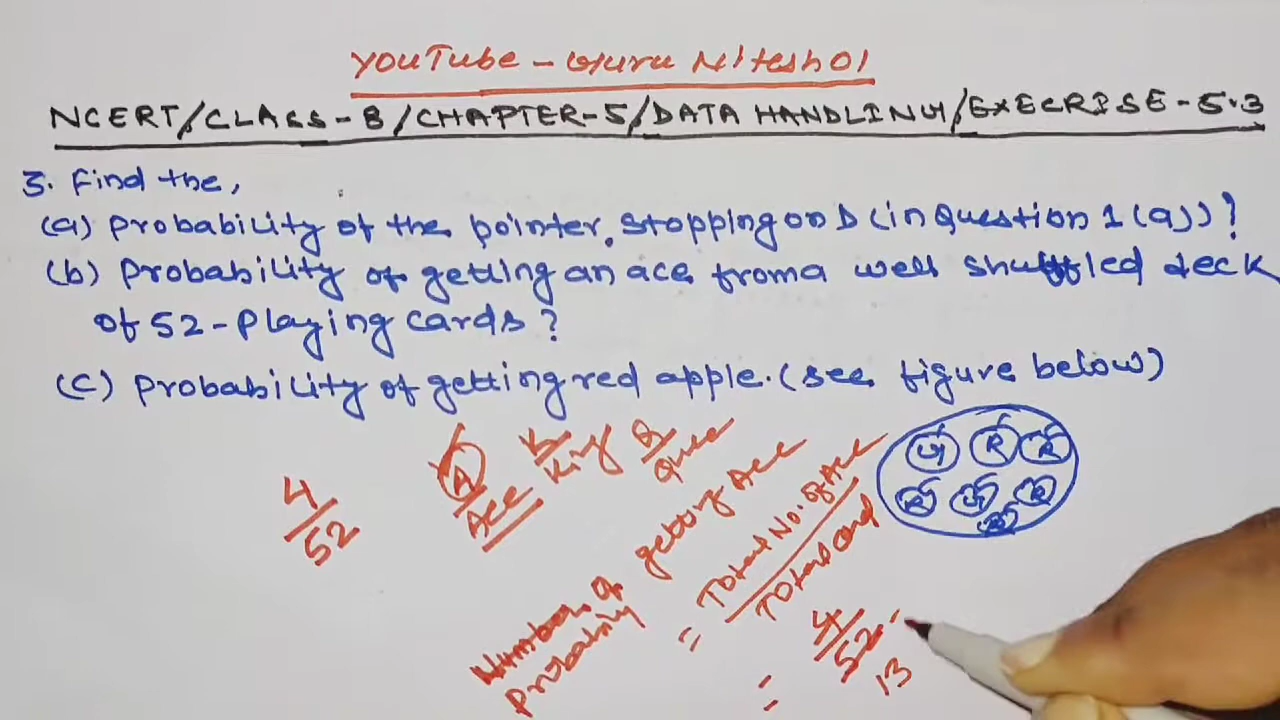 YouTube - Guru Nitesh01
NCERT/CLASS-8/CHAPTER-5/DATA HANDLING/EXECRISE-5.3
3. Find the,
(a) Probability of the pointer stopping on D (in Question 1 (a))?
(b) Probability of getting an ace from a well shuffled deck
of 52-Playing cards?
(c) Probability of getting red apple. (see figure below)
G R R
R G R
R
4/52
A K Q
Ace King Queen
Number of Probability getting Ace
= Total No. of Ace / Total Card
= 4/52 =
13